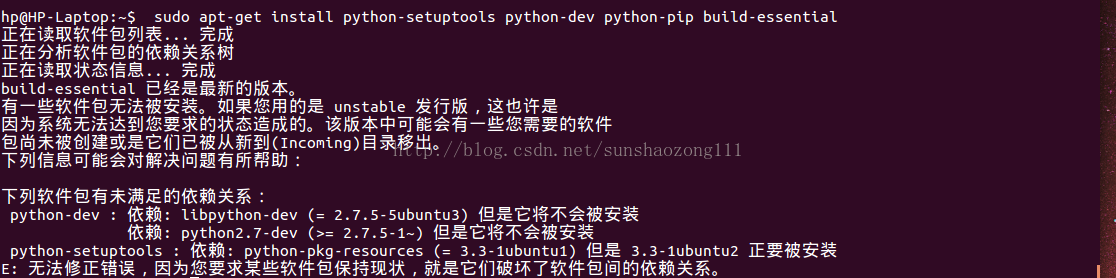 hp@HP-Laptop:~$  sudo apt-get install python-setuptools python-dev python-pip build-essential
正在读取软件包列表... 完成
正在分析软件包的依赖关系树
正在读取状态信息... 完成
build-essential 已经是最新的版本。
有一些软件包无法被安装。如果您用的是 unstable 发行版，这也许是
因为系统无法达到您要求的状态造成的。该版本中可能会有一些您需要的软件
包尚未被创建或是它们已被从新到(Incoming)目录移出。
http://blog.csdn.net/sunshaozong111
下列信息可能会对解决问题有所帮助：
下列软件包有未满足的依赖关系：
python-dev : 依赖: libpython-dev (= 2.7.5-5ubuntu3) 但是它将不会被安装
依赖: python2.7-dev (>= 2.7.5-1~) 但是它将不会被安装
python-setuptools : 依赖: python-pkg-resources (= 3.3-1ubuntu1) 但是 3.3-1ubuntu2 正要被安装
E: 无法修正错误，因为您要求某些软件包保持现状，就是它们破坏了软件包间的依赖关系。